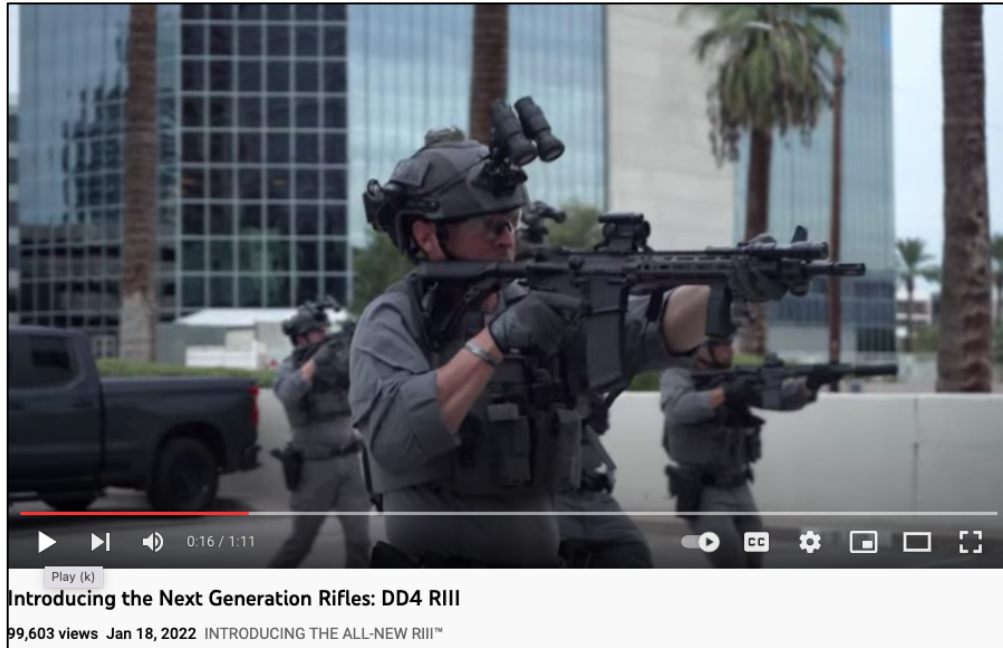 0:16 / 1:11
CC
Play (k)
Introducing the Next Generation Rifles: DD4 RIII
99,603 views Jan 18, 2022 INTRODUCING THE ALL-NEW RIII™